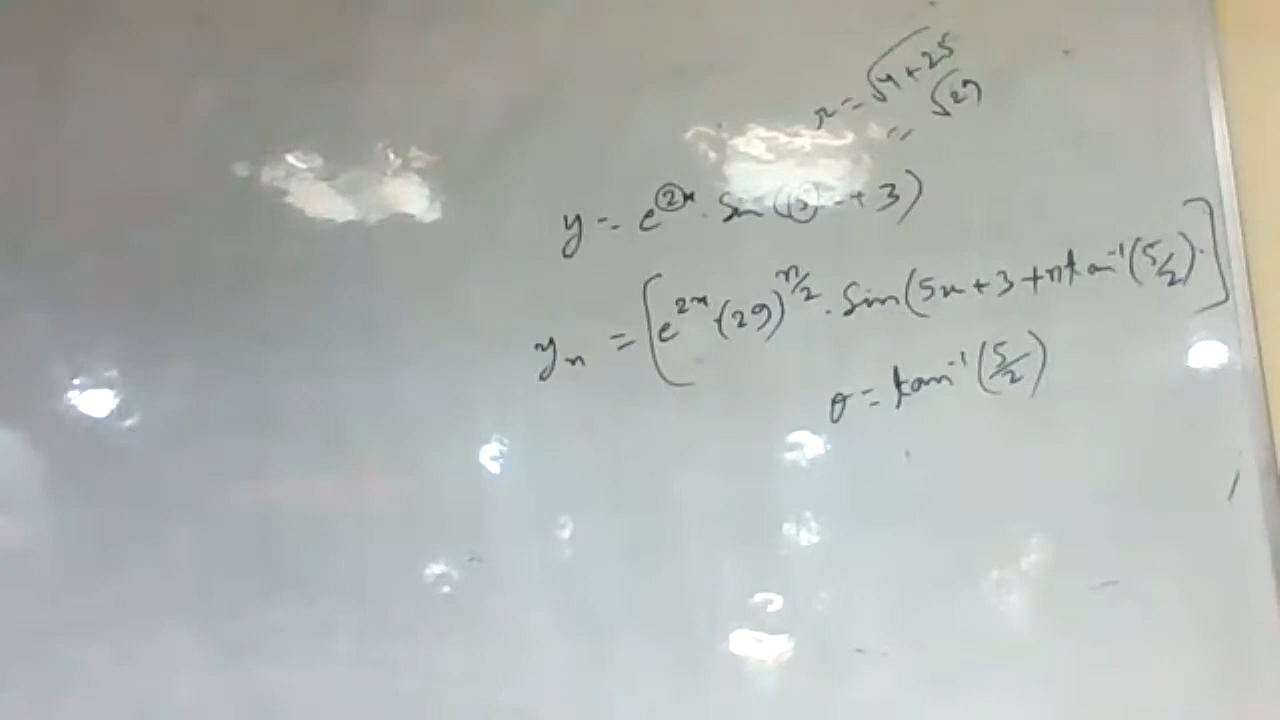 r = √4+25
= √29
y = e^2x . Sin( + 3)
y_n = [e^2x . (29)^n/2 . Sin(5x + 3 + n tan^-1(5/2).]
θ = tan^-1(5/2)